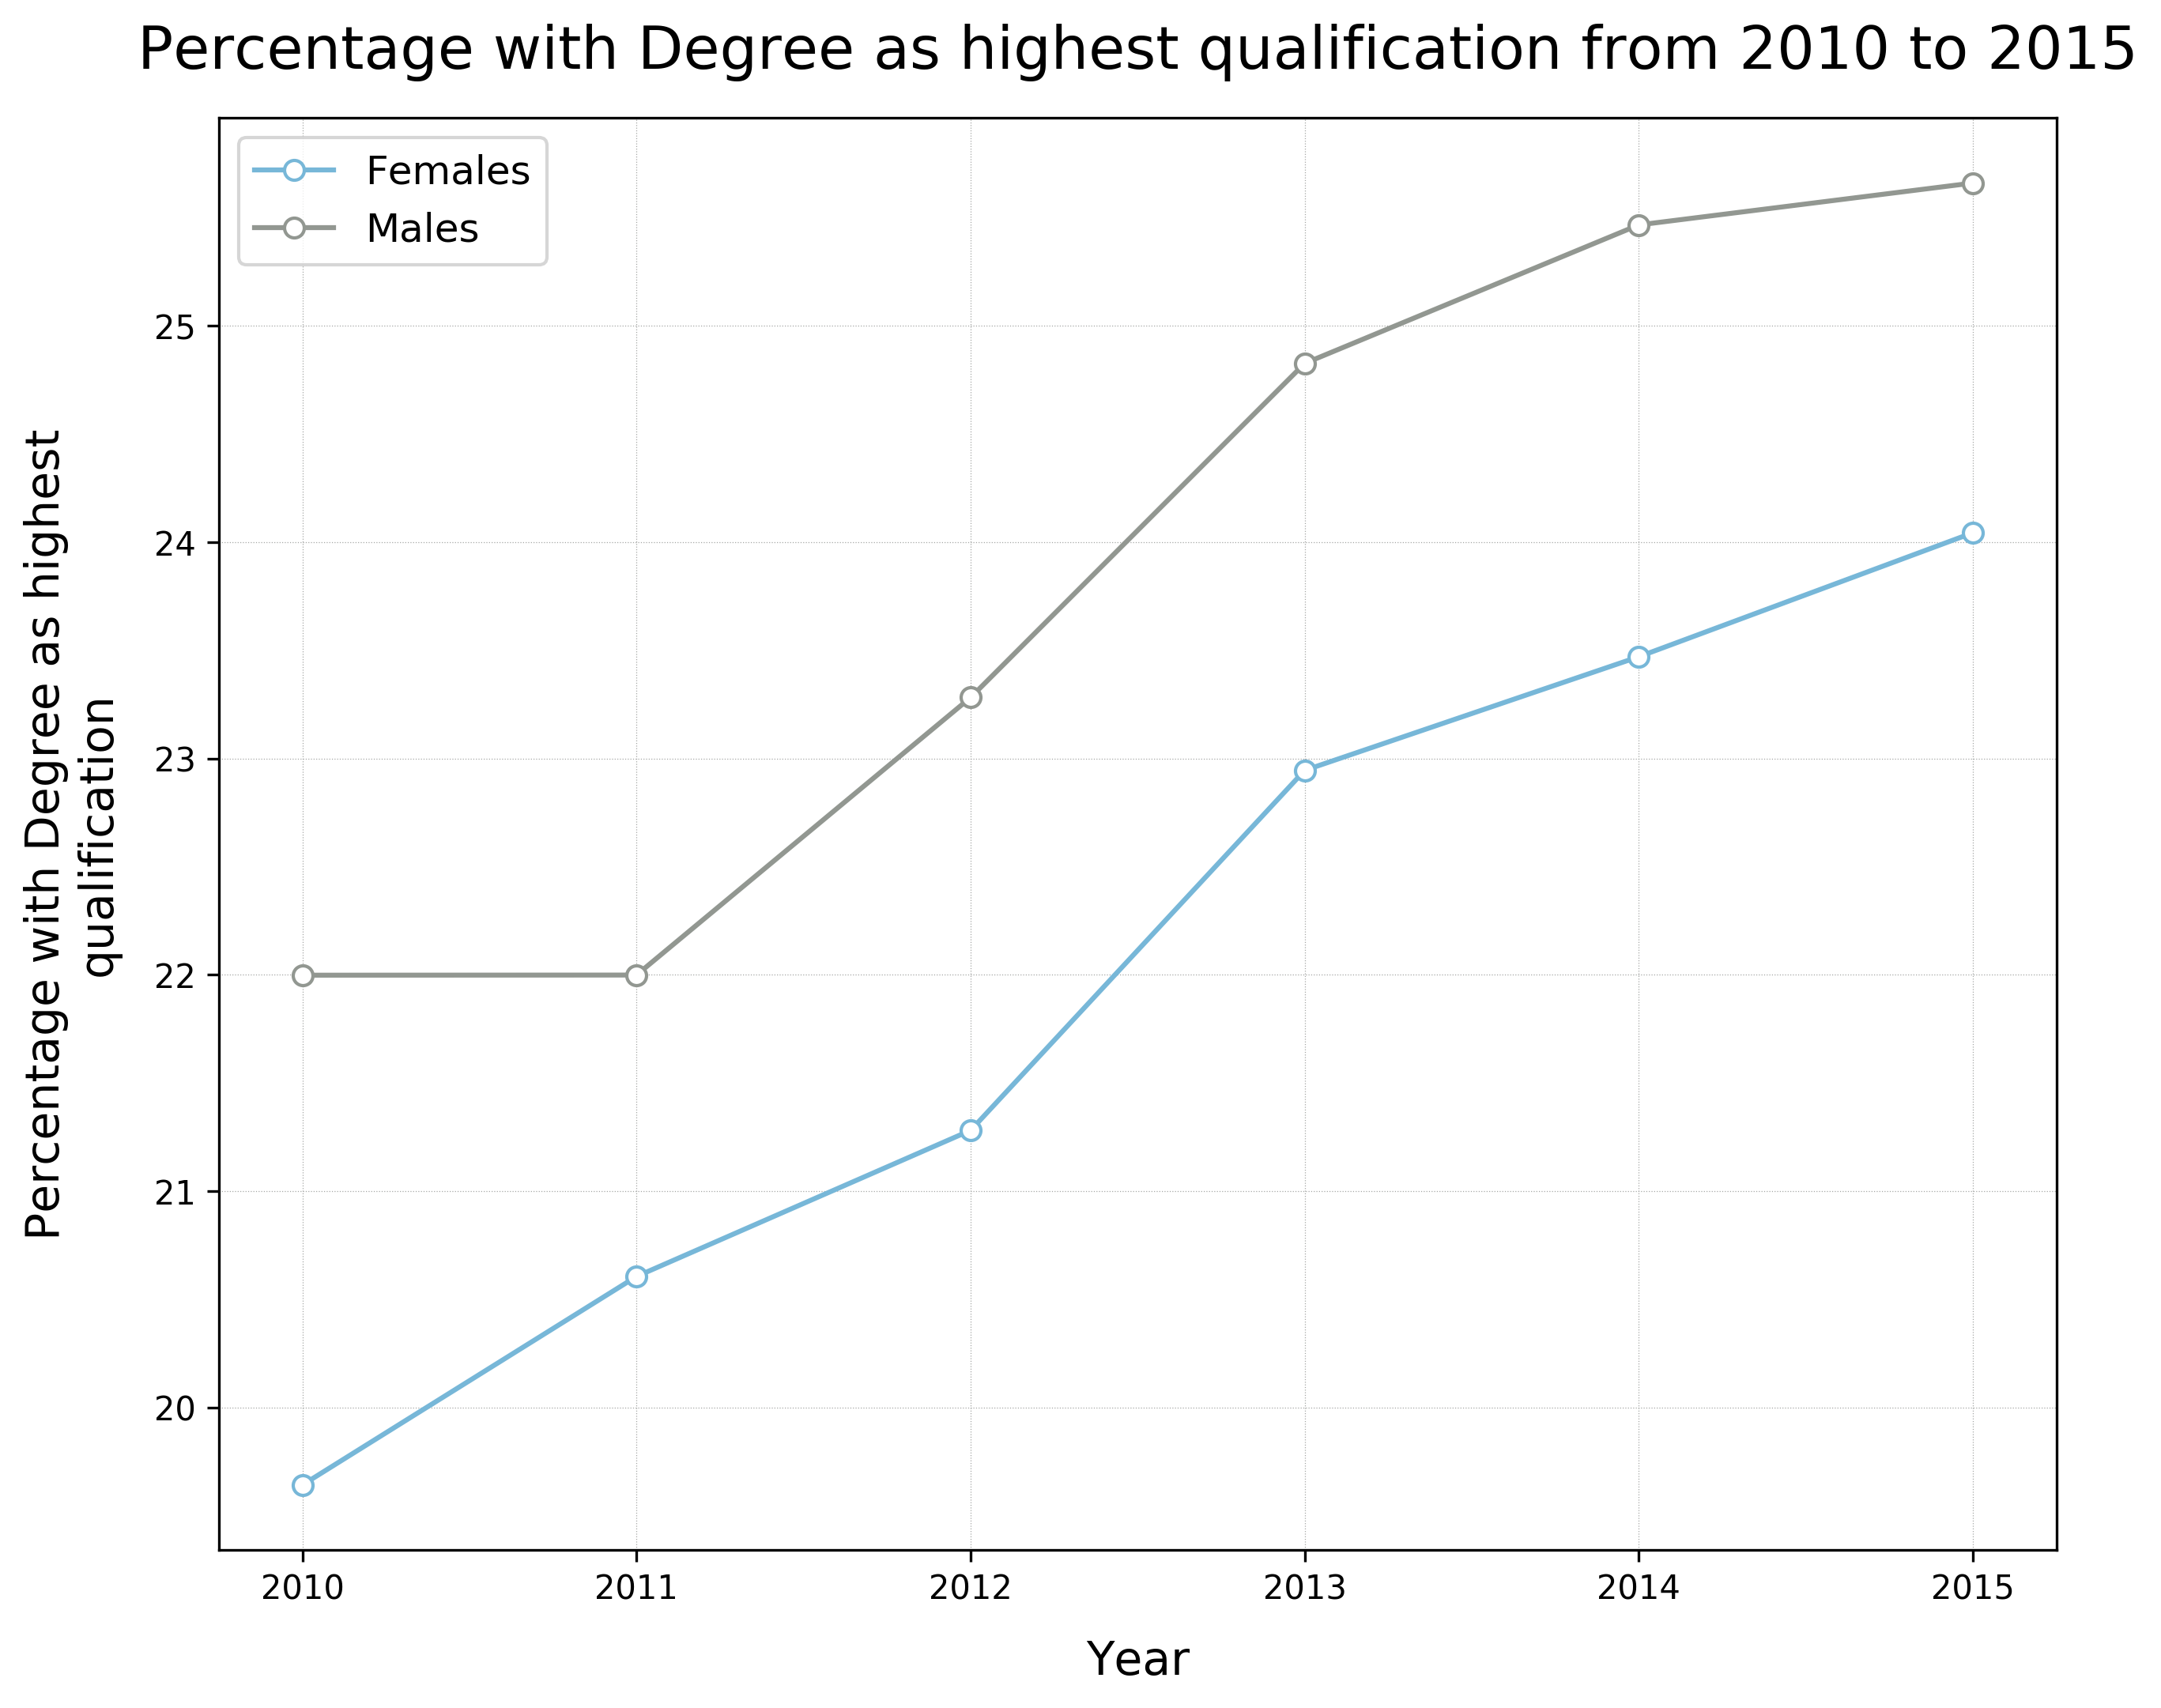 Percentage with Degree as highest qualification from 2010 to 2015
Females
Males
Percentage with Degree as highest
qualification
25
24
23
22
21
20
2010 2011 2012 2013 2014 2015
Year